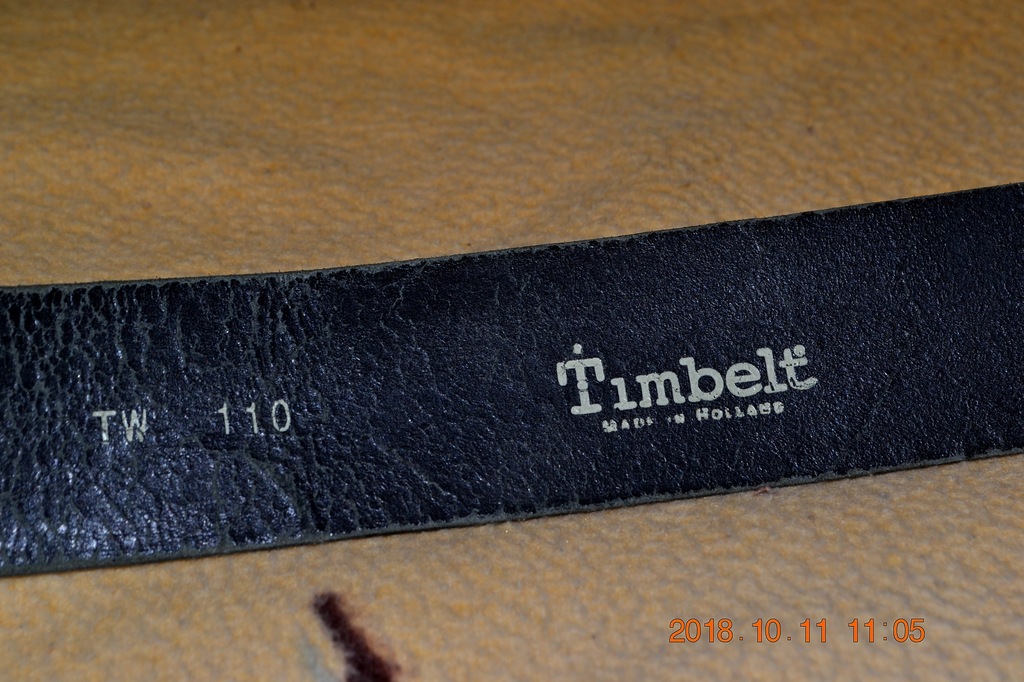 Timbelt
MADE IN HOLLAND
TW 110
2018.10.11 11:05